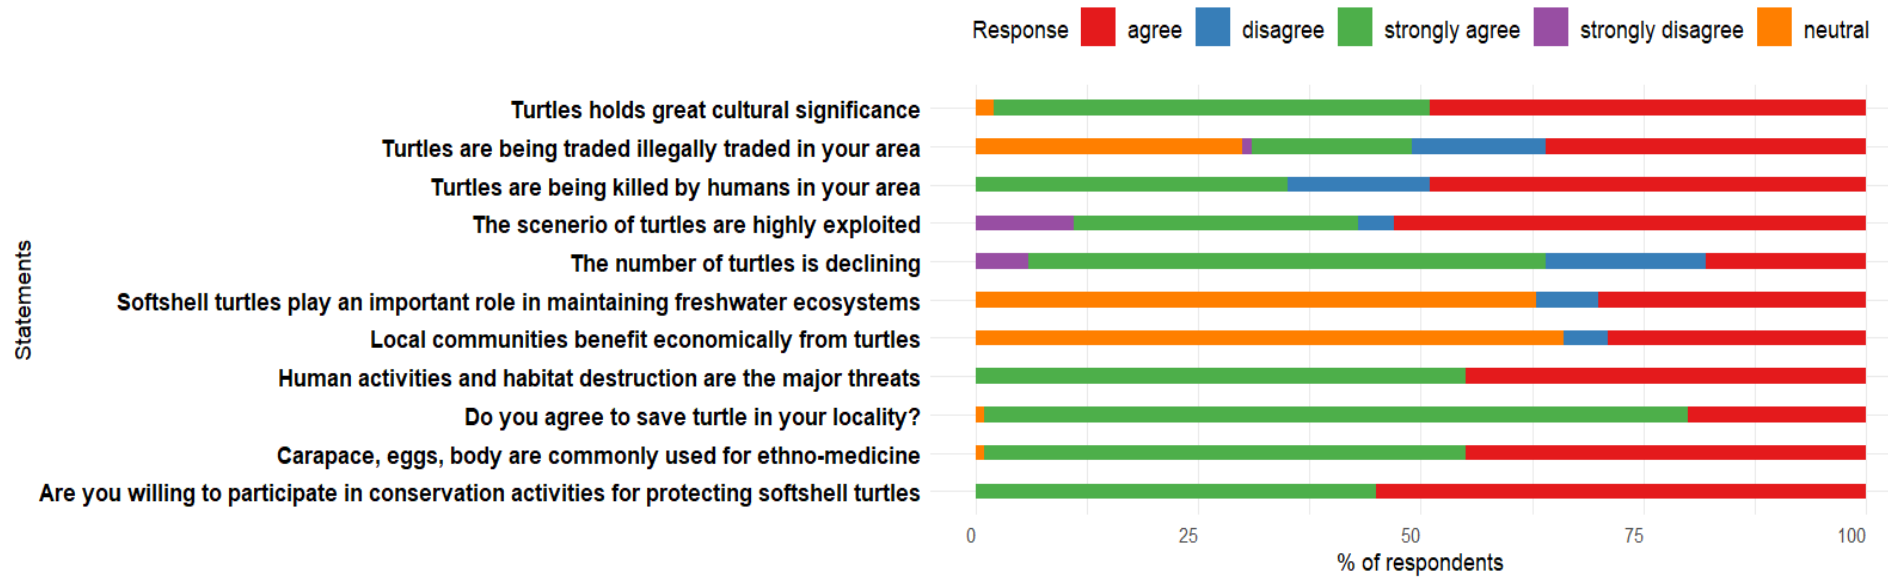 Response agree disagree strongly agree strongly disagree neutral
Statements
Turtles holds great cultural significance
Turtles are being traded illegally traded in your area
Turtles are being killed by humans in your area
The scenerio of turtles are highly exploited
The number of turtles is declining
Softshell turtles play an important role in maintaining freshwater ecosystems
Local communities benefit economically from turtles
Human activities and habitat destruction are the major threats
Do you agree to save turtle in your locality?
Carapace, eggs, body are commonly used for ethno-medicine
Are you willing to participate in conservation activities for protecting softshell turtles
0 25 50 75 100
% of respondents